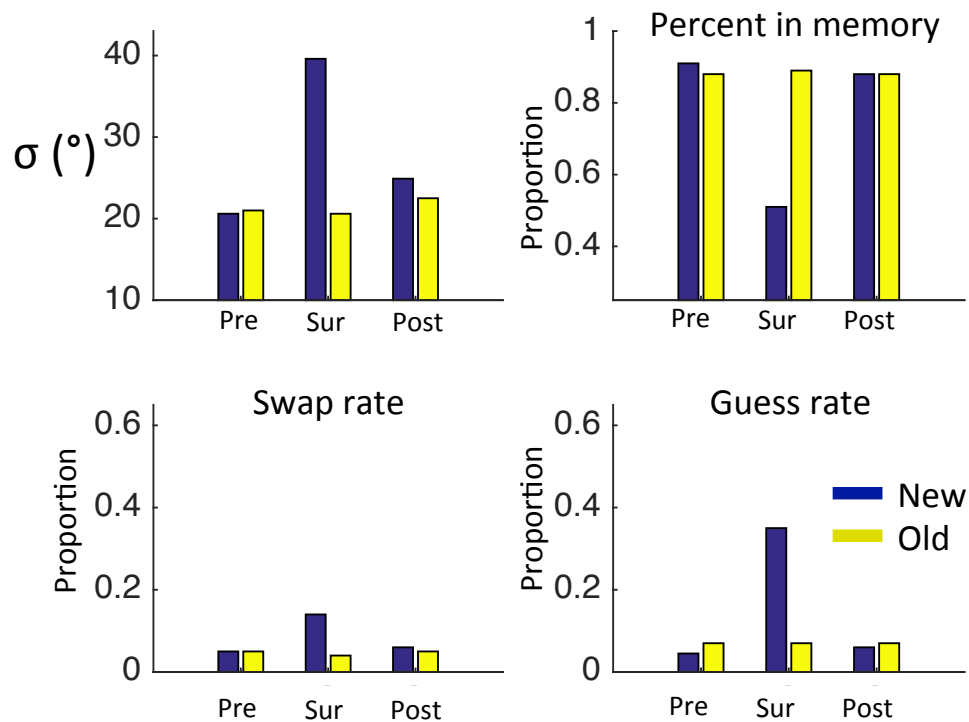 σ (°)
40
30
20
10
Pre Sur Post
Percent in memory
Proportion
1
0.8
0.6
0.4
Pre Sur Post
Swap rate
Proportion
0.6
0.4
0.2
0
Pre Sur Post
Guess rate
Proportion
0.6
0.4
0.2
0
Pre Sur Post
New
Old